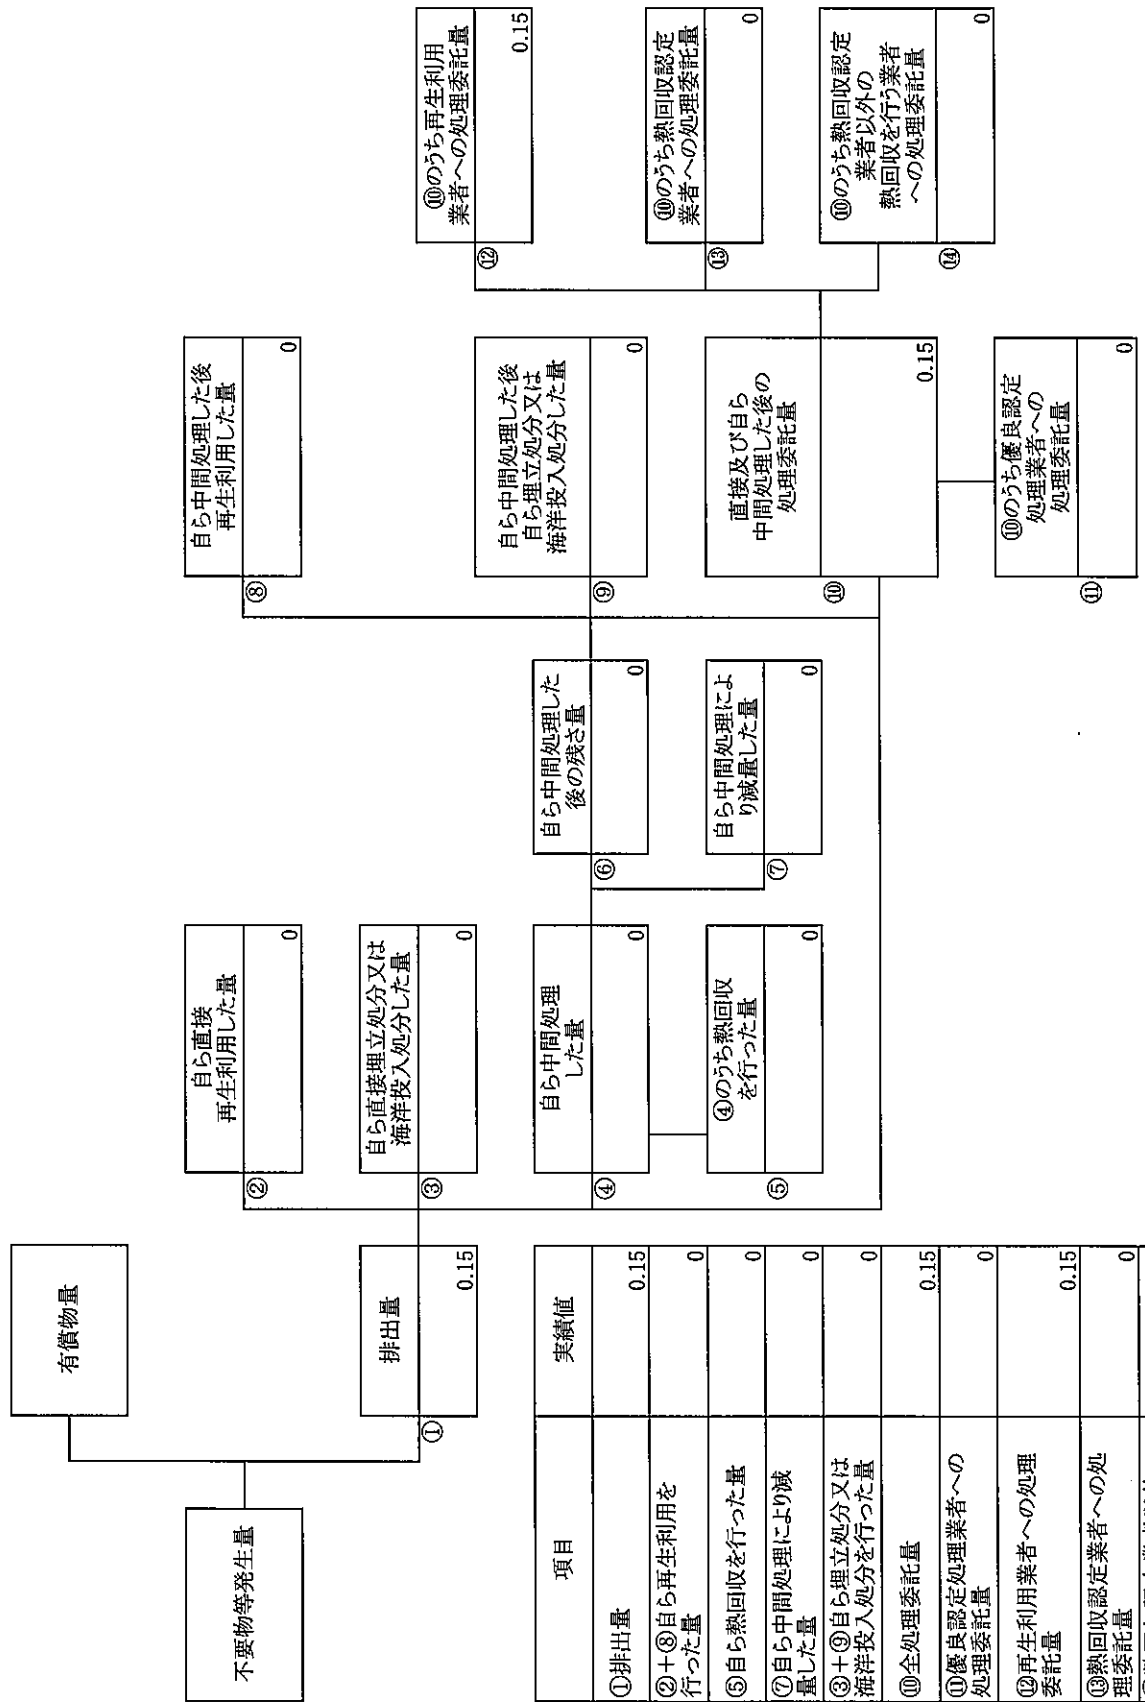 不要物等発生量
有償物量
①
排出量
0.15
②
自ら直接
再生利用した量
0
③
自ら直接埋立処分又は
海洋投入処分した量
0
④
自ら中間処理
した量
0
⑤
④のうち熱回収
を行った量
0
⑥
自ら中間処理した
後の残さ量
0
⑦
自ら中間処理によ
り減量した量
0
⑧
自ら中間処理した後
再生利用した量
0
⑨
自ら中間処理した後
自ら埋立処分又は
海洋投入処分した量
0
⑩
直接及び自ら
中間処理した後の
処理委託量
0.15
⑪
⑩のうち優良認定
処理業者への
処理委託量
0
⑫
⑩のうち再生利用
業者への処理委託量
0.15
⑬
⑩のうち熱回収認定
業者への処理委託量
0
⑭
⑩のうち熱回収認定
業者以外の
熱回収を行う業者
への処理委託量
0
項目 実績値
①排出量 0.15
②+⑧自ら再生利用を
行った量 0
⑤自ら熱回収を行った量 0
⑦自ら中間処理により減
量した量 0
③+⑨自ら埋立処分又は
海洋投入処分を行った量 0
⑩全処理委託量 0.15
⑪優良認定処理業者への
処理委託量 0
⑫再生利用業者への処理
委託量 0.15
⑬熱回収認定業者への処
理委託量 0